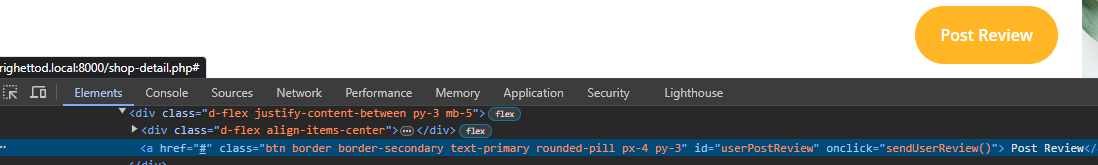 Post Review
righettod.local:8000/shop-detail.php#
Elements Console Sources Network Performance Memory Application Security Lighthouse
▼<div class="d-flex justify-content-between py-3 mb-5"> flex
▶<div class="d-flex align-items-center">…</div> flex
<a href="#" class="btn border border-secondary text-primary rounded-pill px-4 py-3" id="userPostReview" onclick="sendUserReview()"> Post Review</
</div>